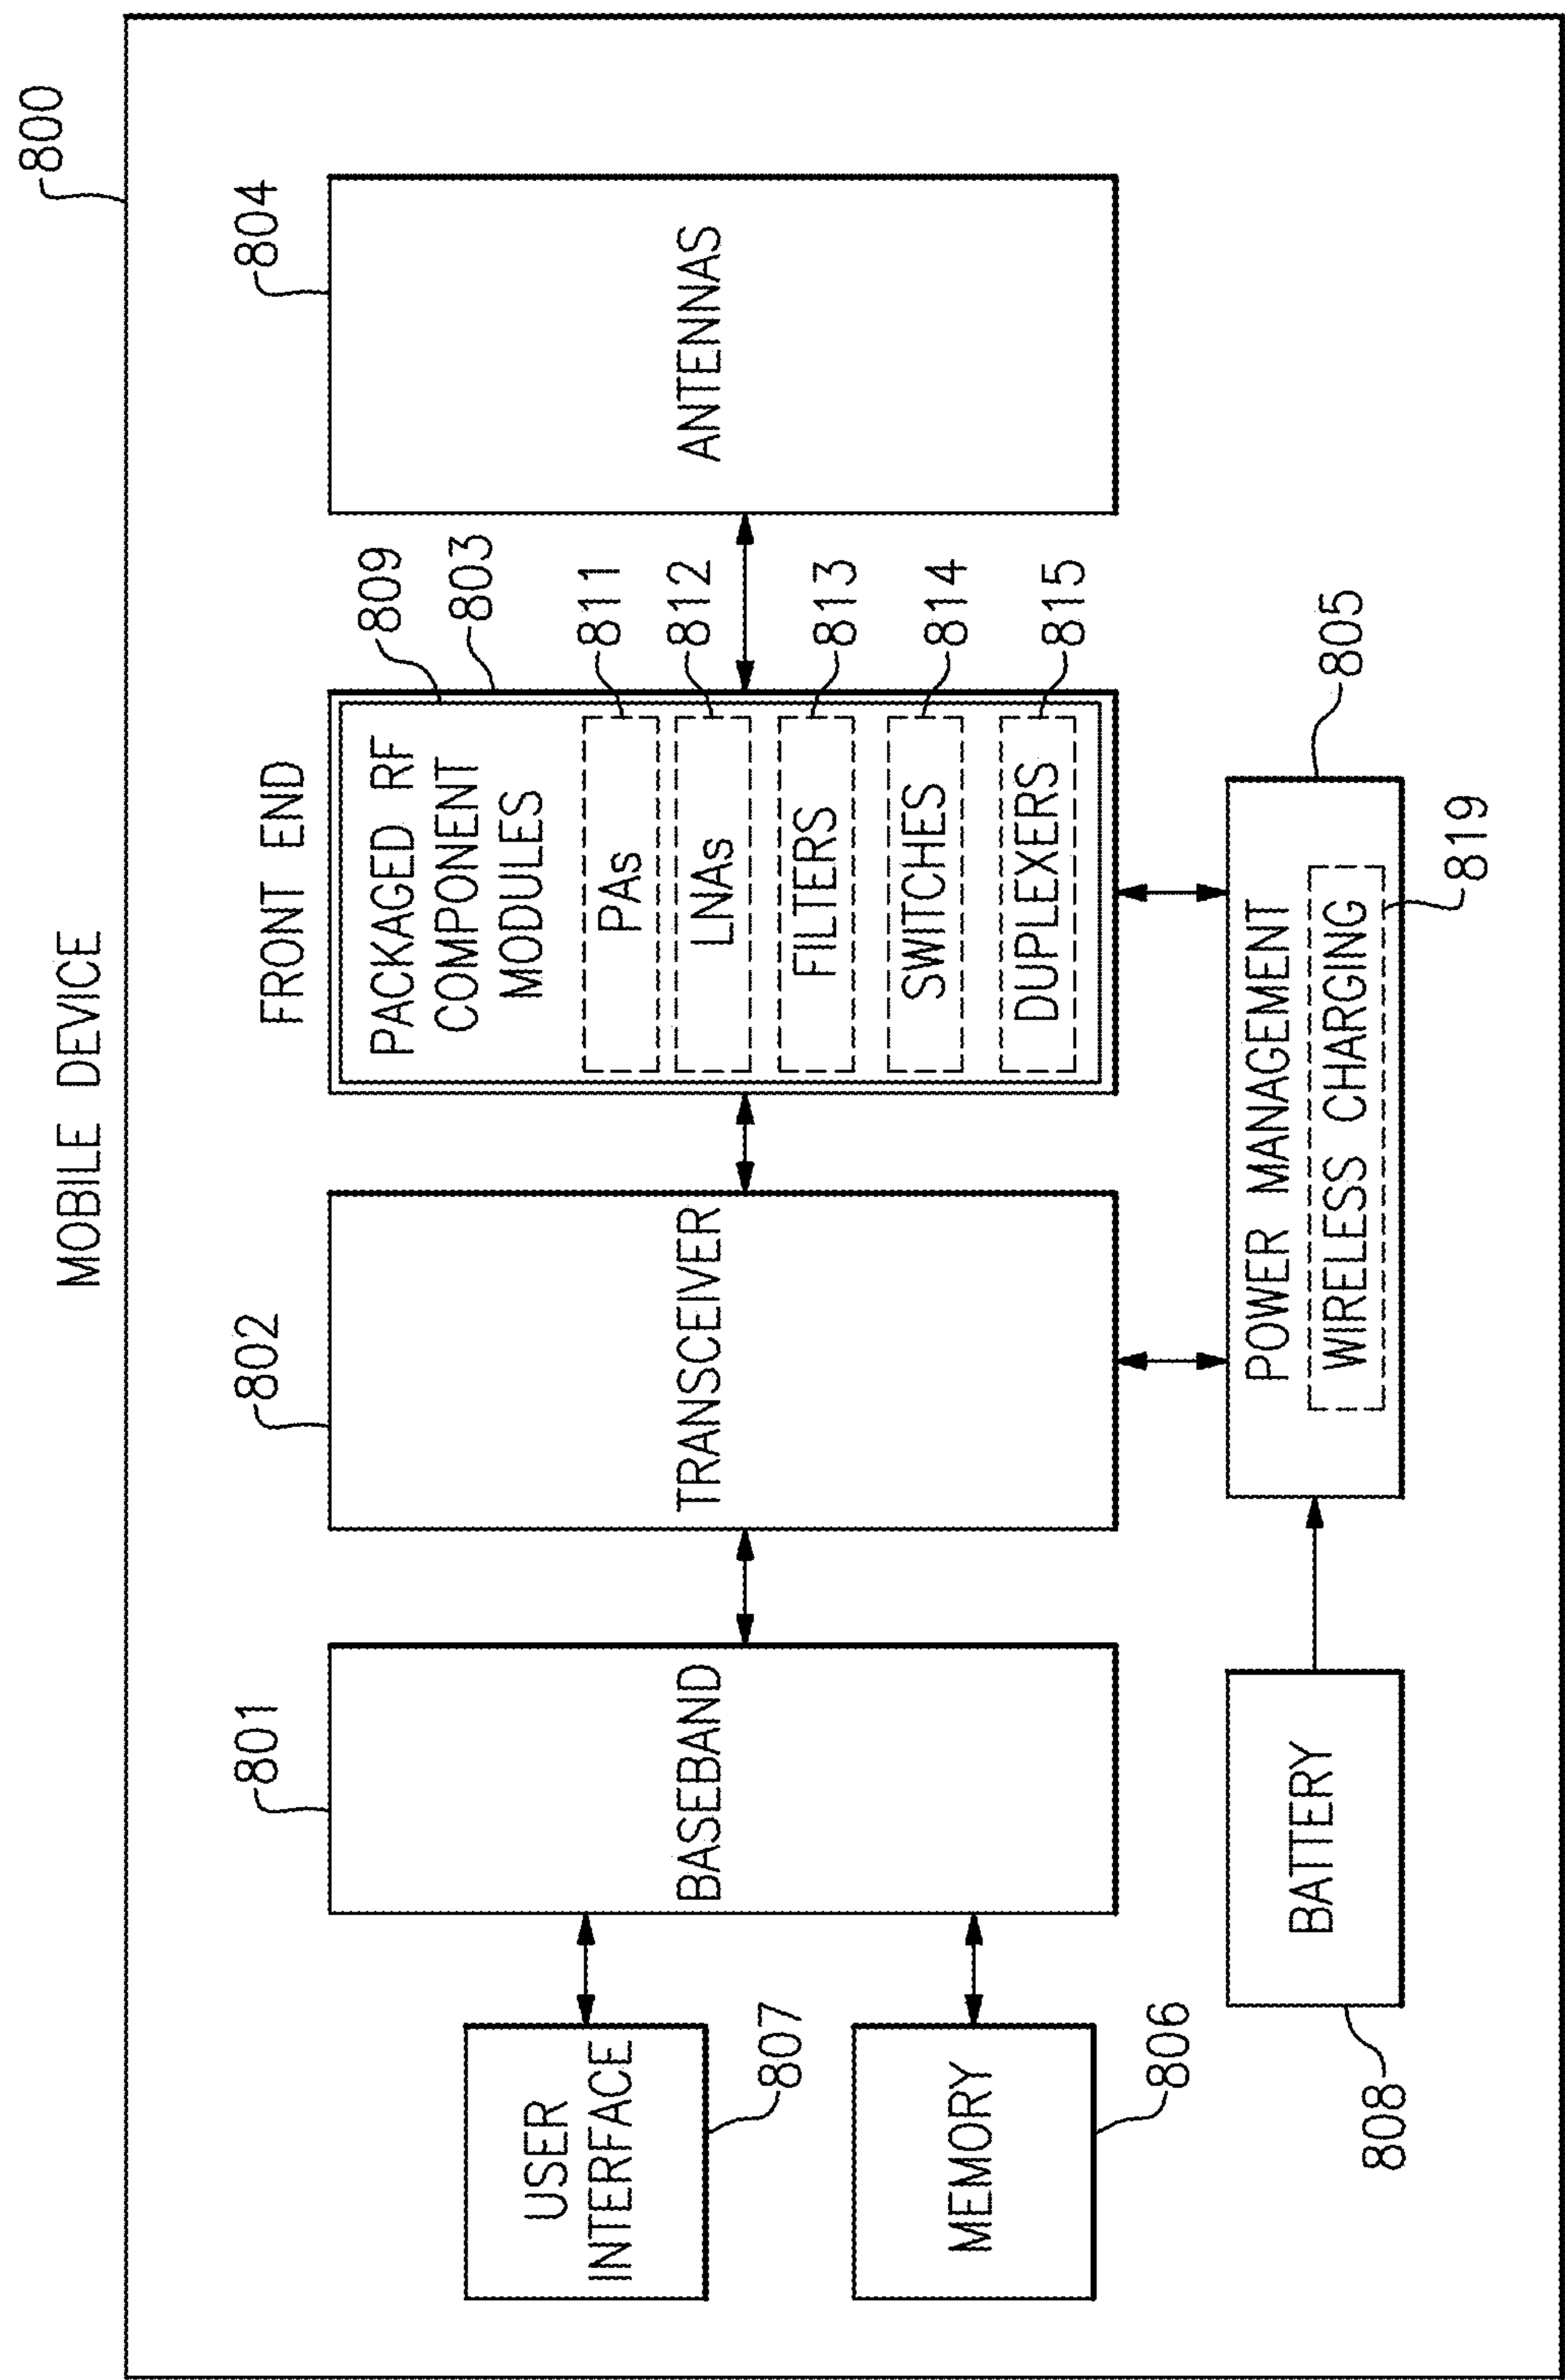 MOBILE DEVICE
800
801
802
FRONT END
809
803
804
USER
INTERFACE
807
MEMORY
806
BASEBAND
TRANSCEIVER
PACKAGED RF
COMPONENT
MODULES
PAs
811
LNAs
812
FILTERS
813
SWITCHES
814
DUPLEXERS
815
ANTENNAS
BATTERY
808
POWER MANAGEMENT
805
WIRELESS CHARGING
819